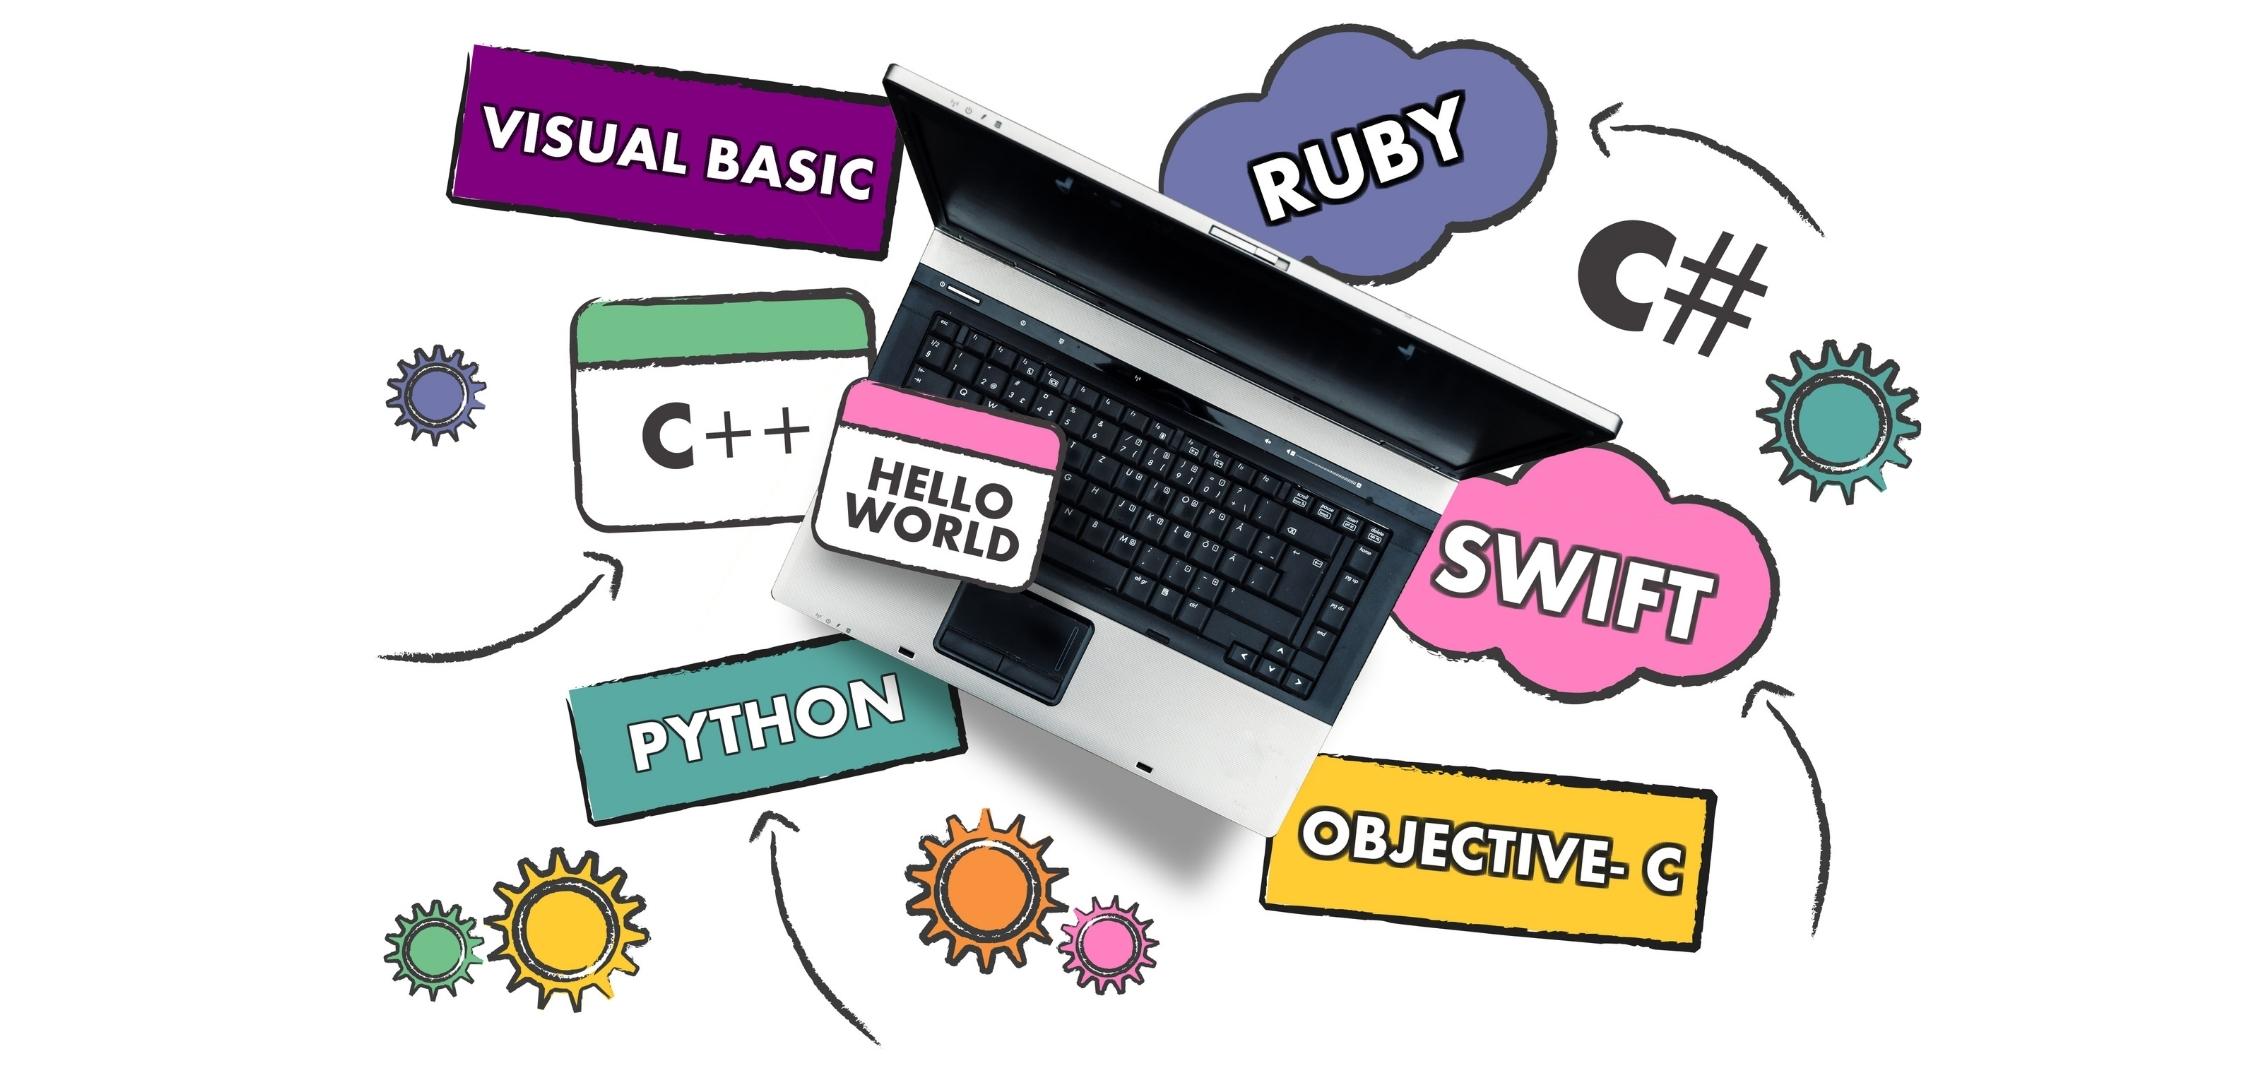 VISUAL BASIC
RUBY
C#
C++
HELLO
WORLD
SWIFT
PYTHON
OBJECTIVE- C